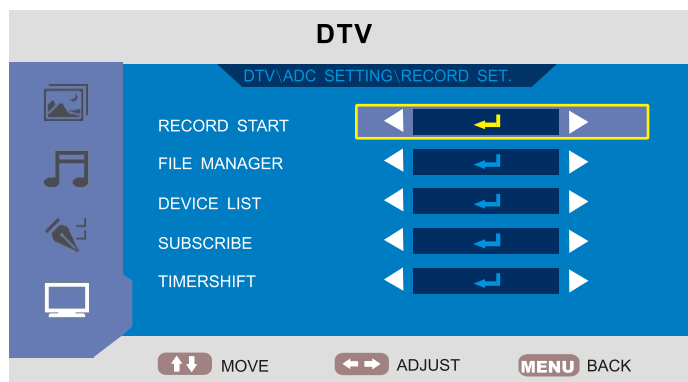 DTV
DTV\ADC SETTING\RECORD SET.
RECORD START
FILE MANAGER
DEVICE LIST
SUBSCRIBE
TIMERSHIFT
MOVE ADJUST MENU BACK